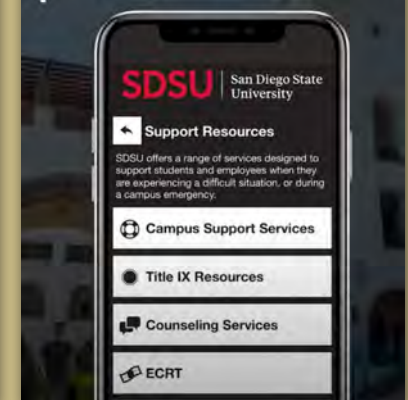 SDSU San Diego State
University
Support Resources
SDSU offers a range of services designed to
support students and employees when they
are experiencing a difficult situation, or during
a campus emergency.
Campus Support Services
Title IX Resources
Counseling Services
ECRT